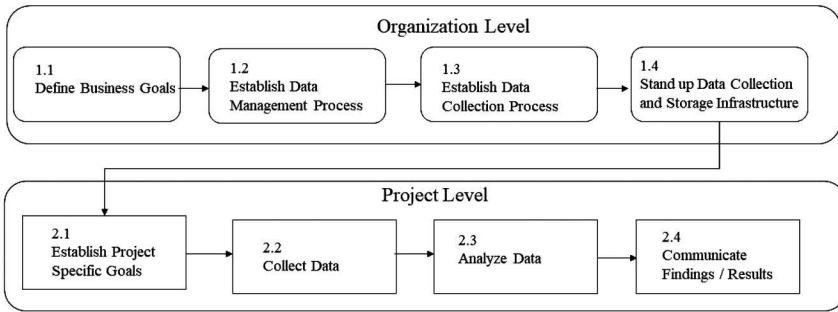 Organization Level
1.1
Define Business Goals
1.2
Establish Data
Management Process
1.3
Establish Data
Collection Process
1.4
Stand up Data Collection
and Storage Infrastructure
Project Level
2.1
Establish Project
Specific Goals
2.2
Collect Data
2.3
Analyze Data
2.4
Communicate
Findings / Results